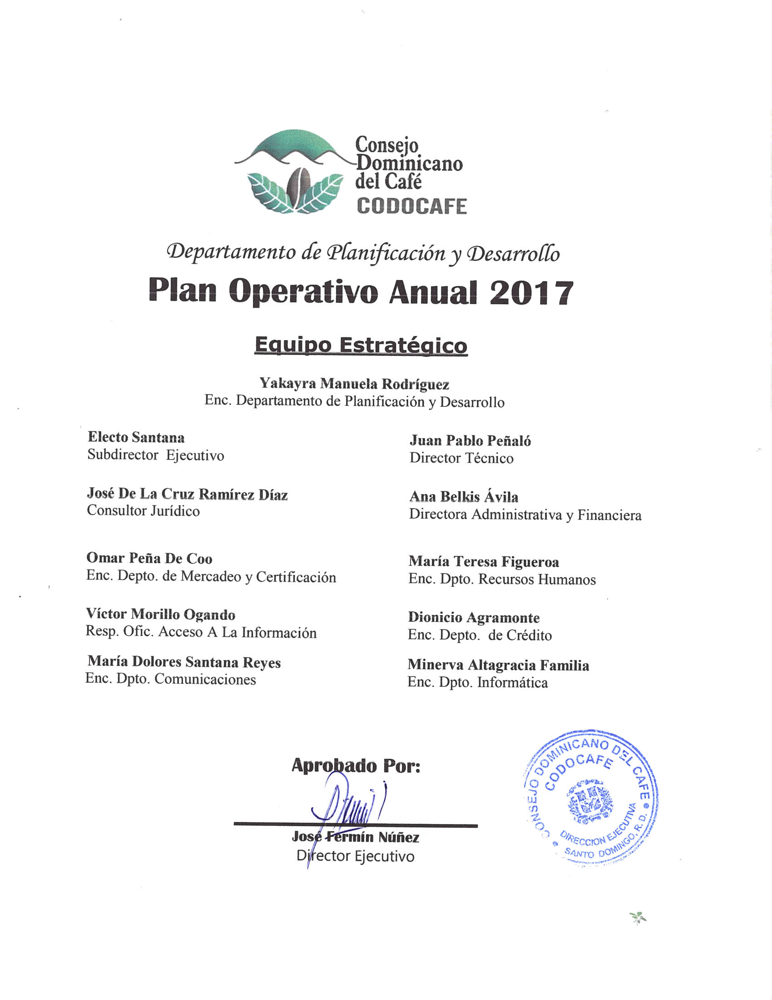 Consejo
Dominicano
del Café
CODOCAFE
Departamento de Planificación y Desarrollo
Plan Operativo Anual 2017
Equipo Estratégico
Yakayra Manuela Rodríguez
Enc. Departamento de Planificación y Desarrollo
Electo Santana
Subdirector Ejecutivo
Juan Pablo Peñaló
Director Técnico
José De La Cruz Ramírez Díaz
Consultor Jurídico
Ana Belkis Ávila
Directora Administrativa y Financiera
Omar Peña De Coo
Enc. Depto. de Mercadeo y Certificación
María Teresa Figueroa
Enc. Dpto. Recursos Humanos
Víctor Morillo Ogando
Resp. Ofic. Acceso A La Información
Dionicio Agramonte
Enc. Depto. de Crédito
María Dolores Santana Reyes
Enc. Dpto. Comunicaciones
Minerva Altagracia Familia
Enc. Dpto. Informática
Aprobado Por:
José Fermín Núñez
Director Ejecutivo
CONSEJO DOMINICANO DEL CAFE
CODOCAFE
DIRECCION EJECUTIVA
SANTO DOMINGO, R. D.